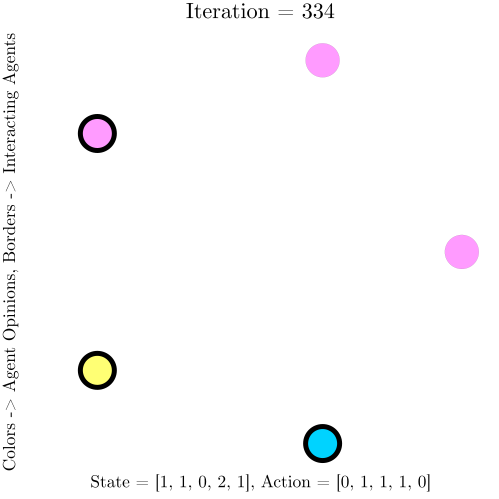 Iteration = 334
Colors -> Agent Opinions, Borders -> Interacting Agents
State = [1, 1, 0, 2, 1], Action = [0, 1, 1, 1, 0]